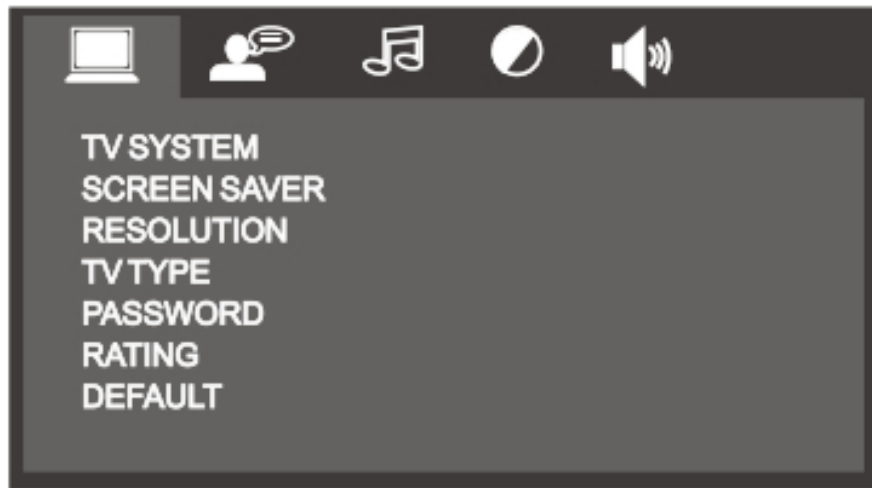 TV SYSTEM
SCREEN SAVER
RESOLUTION
TV TYPE
PASSWORD
RATING
DEFAULT